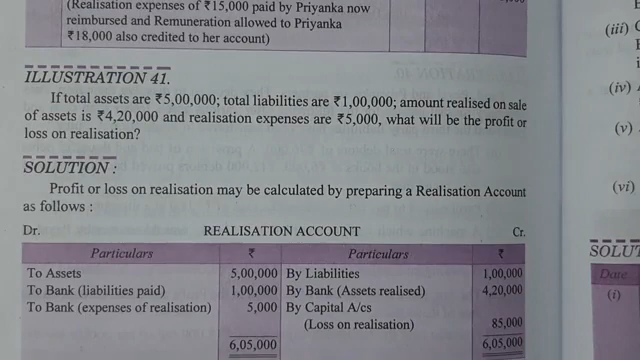 (Realisation expenses of ₹15,000 paid by Priyanka now
reimbursed and Remuneration allowed to Priyanka
₹18,000 also credited to her account)
ILLUSTRATION 41.
If total assets are ₹5,00,000; total liabilities are ₹1,00,000; amount realised on sale
of assets is ₹4,20,000 and realisation expenses are ₹5,000, what will be the profit or
loss on realisation?
SOLUTION :
Profit or loss on realisation may be calculated by preparing a Realisation Account
as follows :
Dr. REALISATION ACCOUNT Cr.
Particulars ₹ Particulars ₹
To Assets 5,00,000 By Liabilities 1,00,000
To Bank (liabilities paid) 1,00,000 By Bank (Assets realised) 4,20,000
To Bank (expenses of realisation) 5,000 By Capital A/cs
(Loss on realisation) 85,000
6,05,000 6,05,000
(iii)
(iv)
(v)
(vi)
SOLUT
Date
(i)